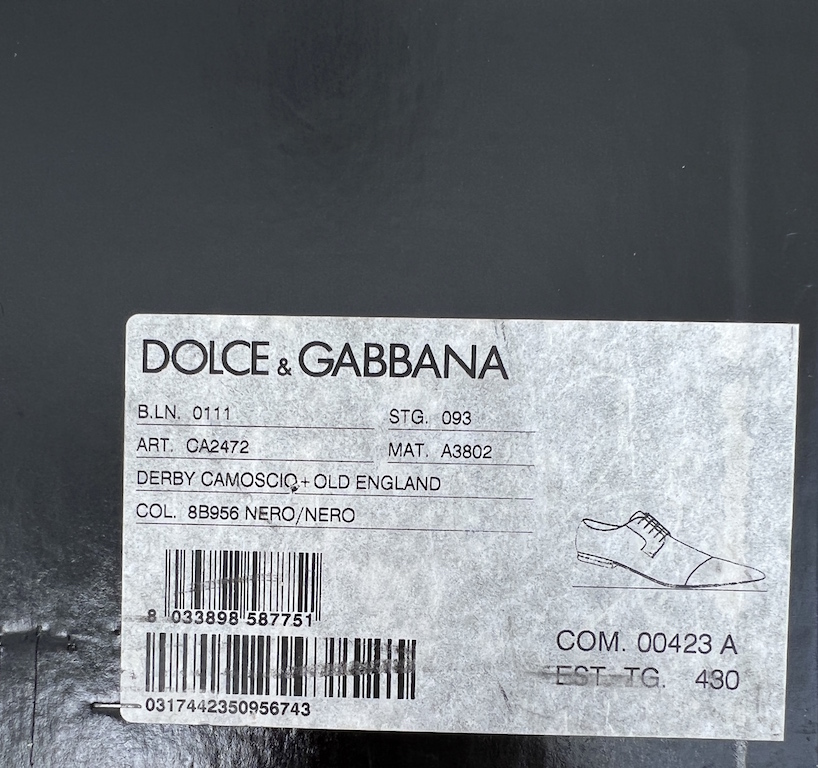 DOLCE & GABBANA
B.LN. 0111 STG. 093
ART. CA2472 MAT. A3802
DERBY CAMOSCIO+OLD ENGLAND
COL. 8B956 NERO/NERO
8 033898 587751
0317442350956743
COM. 00423 A
EST TG. 430